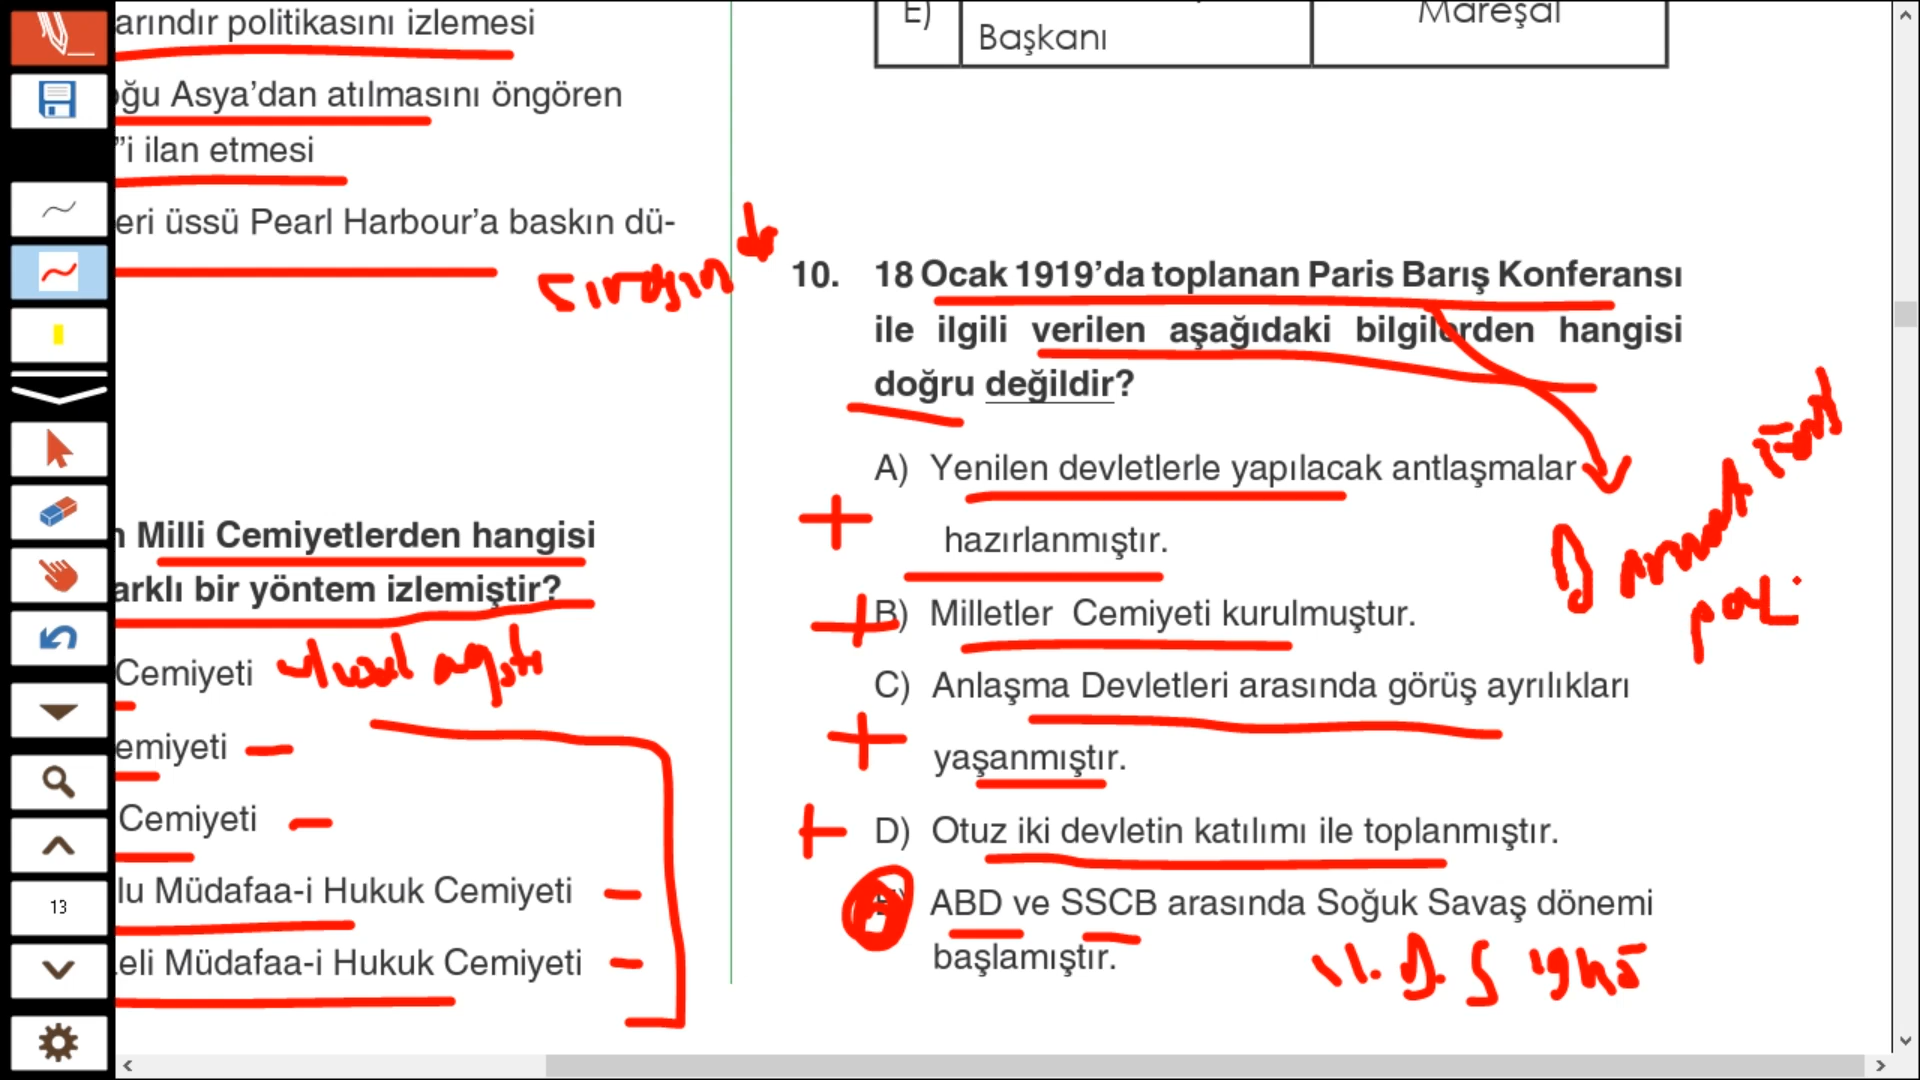 arındır politikasını izlemesi
oğu Asya’dan atılmasını öngören
”i ilan etmesi
eri üssü Pearl Harbour’a baskın dü-
n Milli Cemiyetlerden hangisi
arklı bir yöntem izlemiştir?
Cemiyeti
emiyeti
Cemiyeti
lu Müdafaa-i Hukuk Cemiyeti
eli Müdafaa-i Hukuk Cemiyeti
E)
Başkanı
Mareşal
10. 18 Ocak 1919’da toplanan Paris Barış Konferansı
ile ilgili verilen aşağıdaki bilgilerden hangisi
doğru değildir?
A) Yenilen devletlerle yapılacak antlaşmalar
hazırlanmıştır.
B) Milletler Cemiyeti kurulmuştur.
C) Anlaşma Devletleri arasında görüş ayrılıkları
yaşanmıştır.
D) Otuz iki devletin katılımı ile toplanmıştır.
E) ABD ve SSCB arasında Soğuk Savaş dönemi
başlamıştır.
II. D. S 1945
13